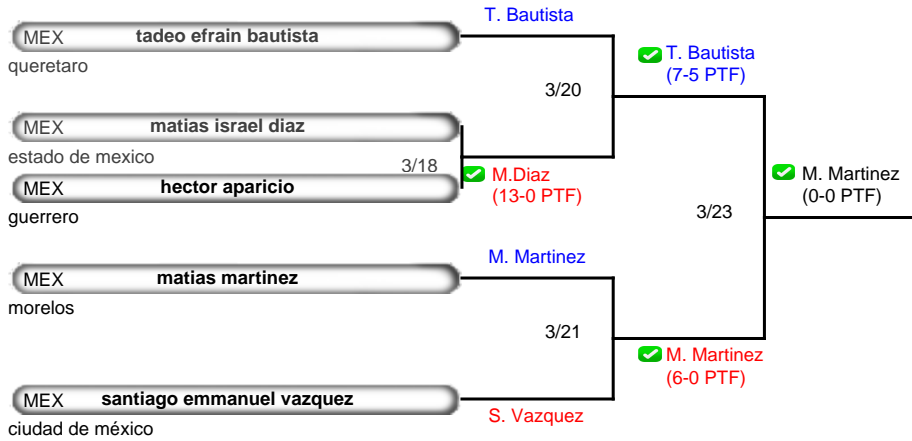 T. Bautista
MEX tadeo efrain bautista
queretaro
T. Bautista
(7-5 PTF)
3/20
MEX matias israel diaz
estado de mexico
3/18
M.Diaz
(13-0 PTF)
MEX hector aparicio
guerrero
M. Martinez
(0-0 PTF)
3/23
M. Martinez
MEX matias martinez
morelos
3/21
M. Martinez
(6-0 PTF)
MEX santiago emmanuel vazquez
S. Vazquez
ciudad de méxico